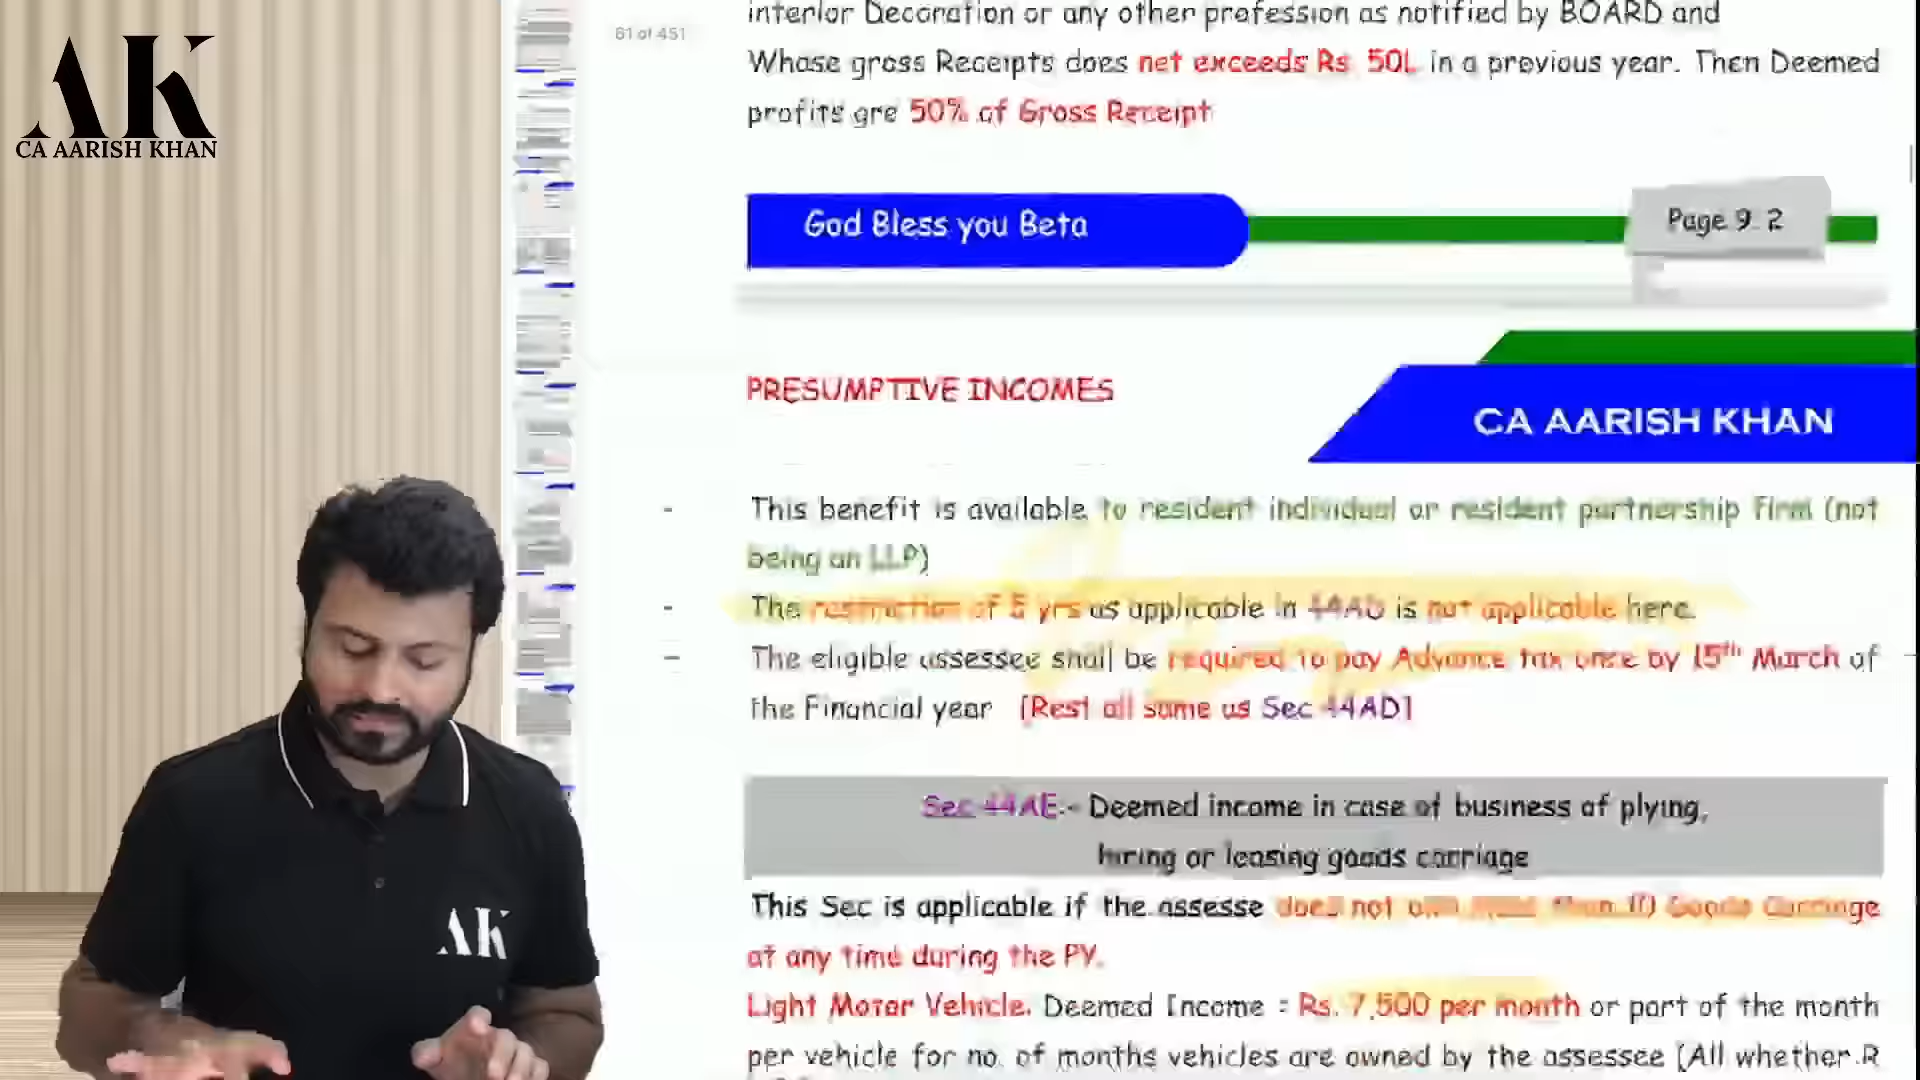 AK
CA AARISH KHAN
61 of 451
interior Decoration or any other profession as notified by BOARD and
Whose gross Receipts does not exceeds Rs. 50L in a previous year. Then Deemed
profits are 50% of Gross Receipt
God Bless you Beta
Page 9.2
PRESUMPTIVE INCOMES
CA AARISH KHAN
- This benefit is available to resident individual or resident partnership Firm (not
being an LLP)
- The restriction of 5 yrs as applicable in 44AD is not applicable here.
- The eligible assessee shall be required to pay Advance tax once by 15th March of
the Financial year [Rest all same as Sec 44AD]
Sec 44AE:- Deemed income in case of business of plying,
hiring or leasing goods carriage
This Sec is applicable if the assesse does not own more than 10 Goods Carriage
at any time during the PY.
Light Motor Vehicle. Deemed Income = Rs. 7,500 per month or part of the month
per vehicle for no. of months vehicles are owned by the assessee (All whether R
AK